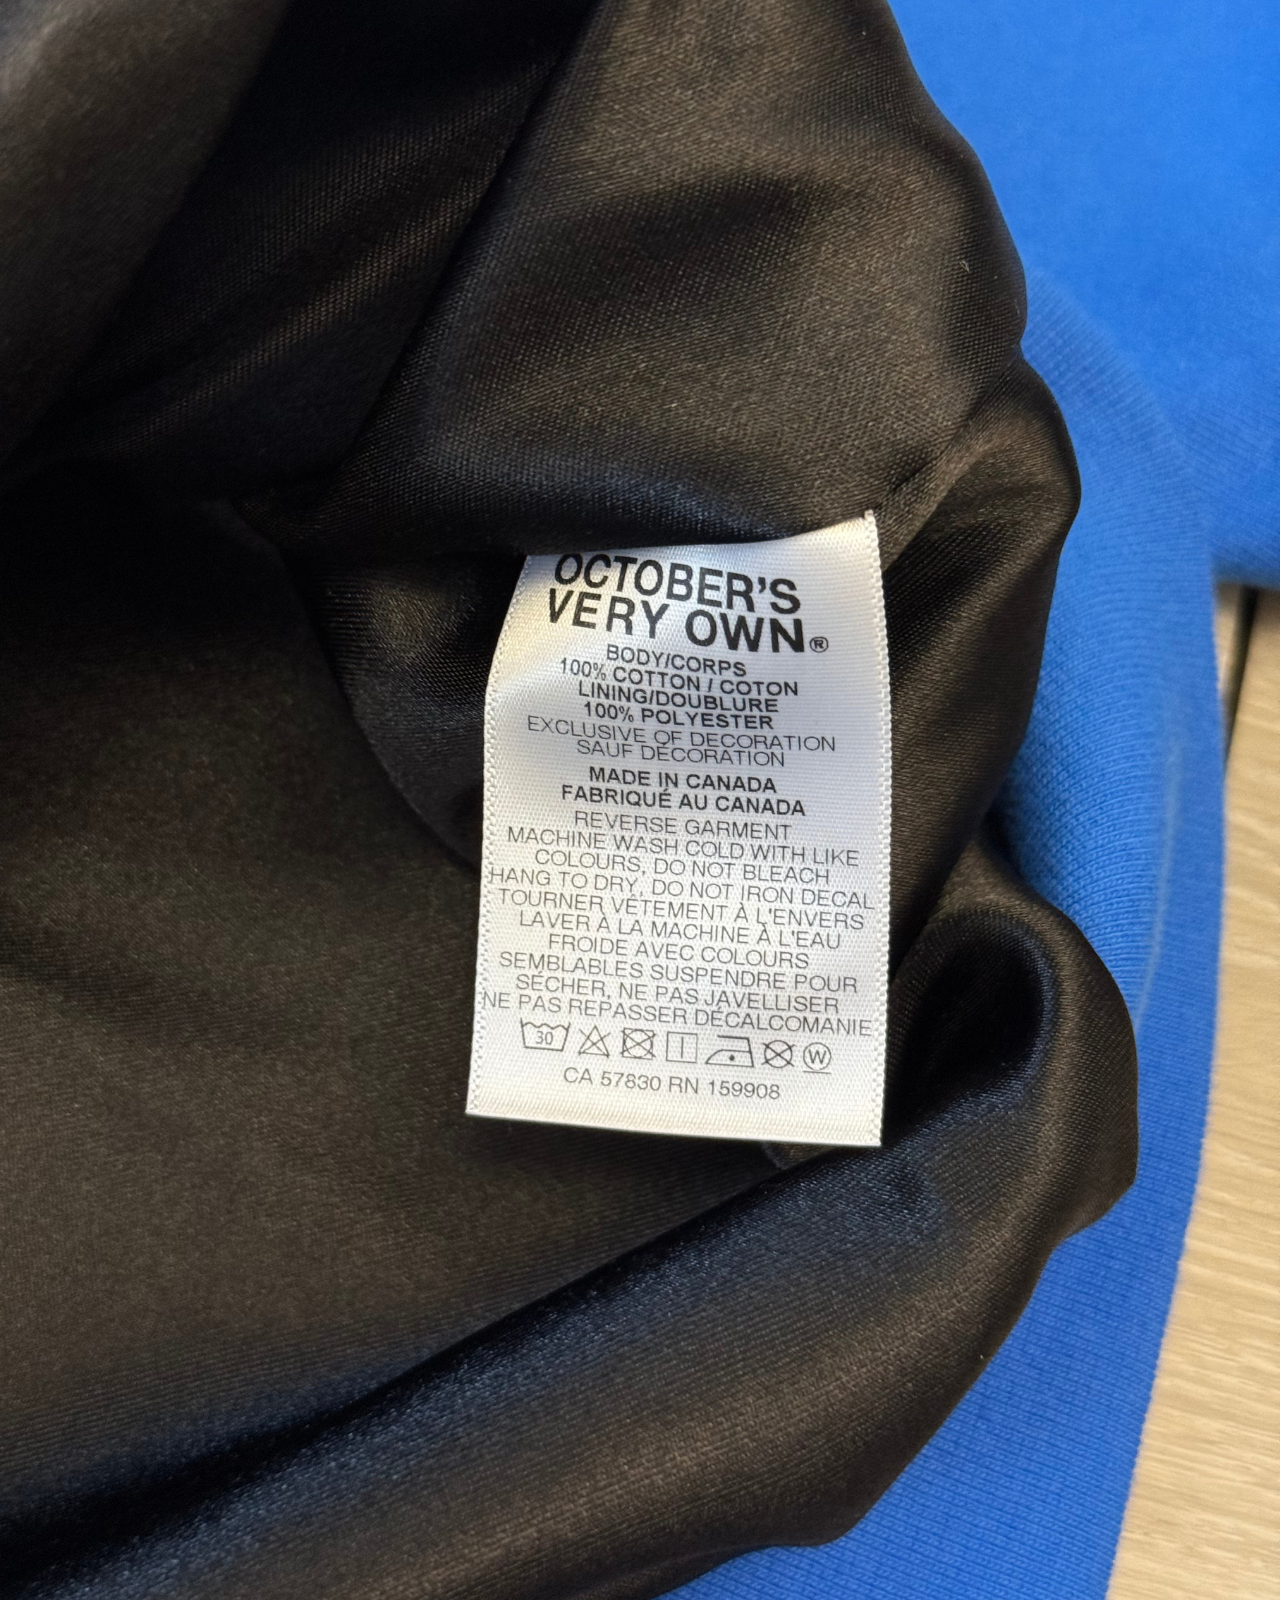 OCTOBER'S
VERY OWN®
BODY/CORPS
100% COTTON / COTON
LINING/DOUBLURE
100% POLYESTER
EXCLUSIVE OF DECORATION
SAUF DÉCORATION
MADE IN CANADA
FABRIQUÉ AU CANADA
REVERSE GARMENT
MACHINE WASH COLD WITH LIKE
COLOURS, DO NOT BLEACH
HANG TO DRY, DO NOT IRON DECAL
TOURNER VÉTEMENT À L'ENVERS
LAVER À LA MACHINE À L'EAU
FROIDE AVEC COLOURS
SEMBLABLES SUSPENDRE POUR
SÉCHER, NE PAS JAVELLISER
NE PAS REPASSER DÉCALCOMANIE
30 W
CA 57830 RN 159908